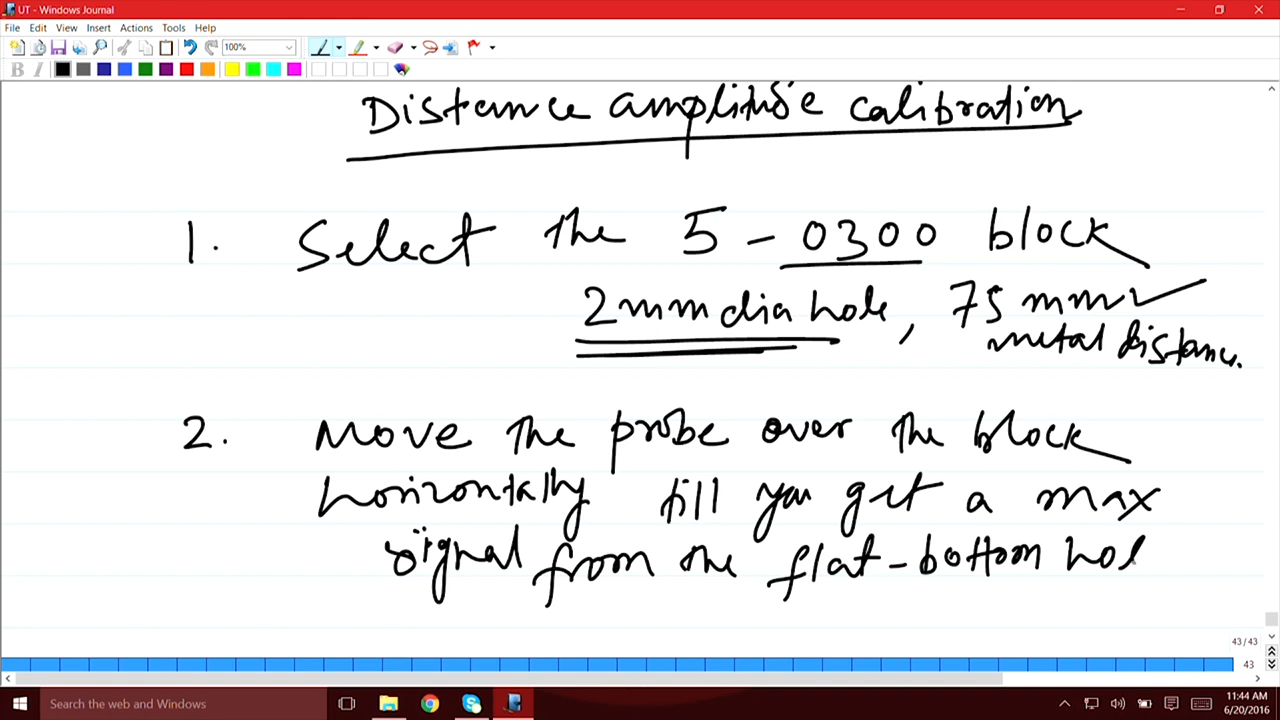 UT - Windows Journal
File Edit View Insert Actions Tools Help
100%
B I
Distance amplitude calibration
1. Select the 5-0300 block
2mm dia hole, 75 mm
metal distance.
2. Move the probe over the block
horizontally till you get a max
signal from the flat-bottom hol
43/43
43
Search the web and Windows
11:44 AM
6/20/2016